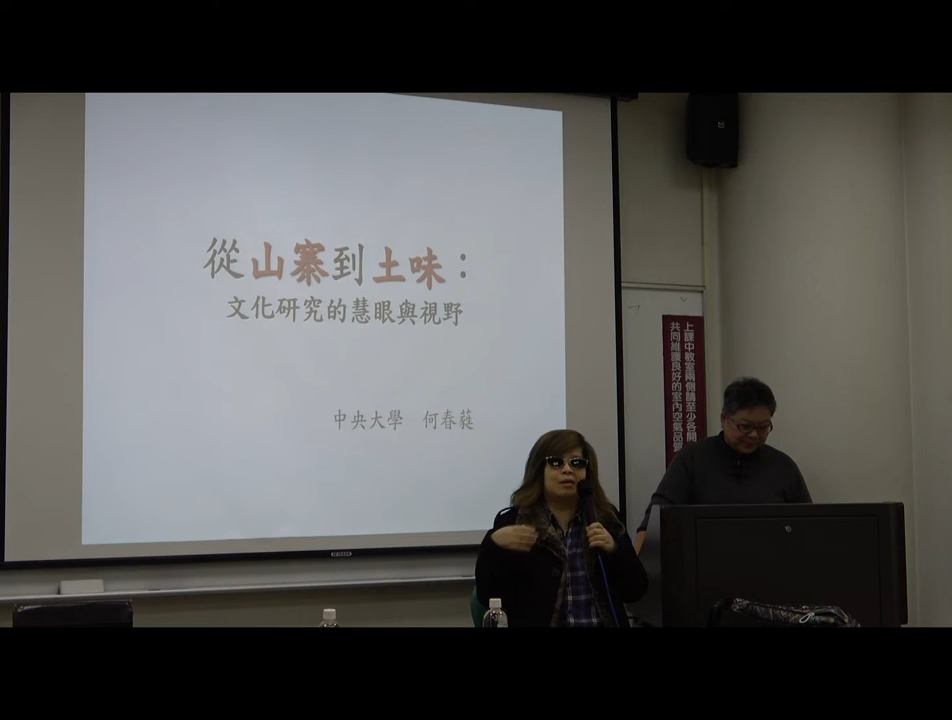 從山寨到土味：
文化研究的慧眼與視野
中央大學 何春蕤
上課中教室兩側請至少各開
共同維護良好的室內空氣品質